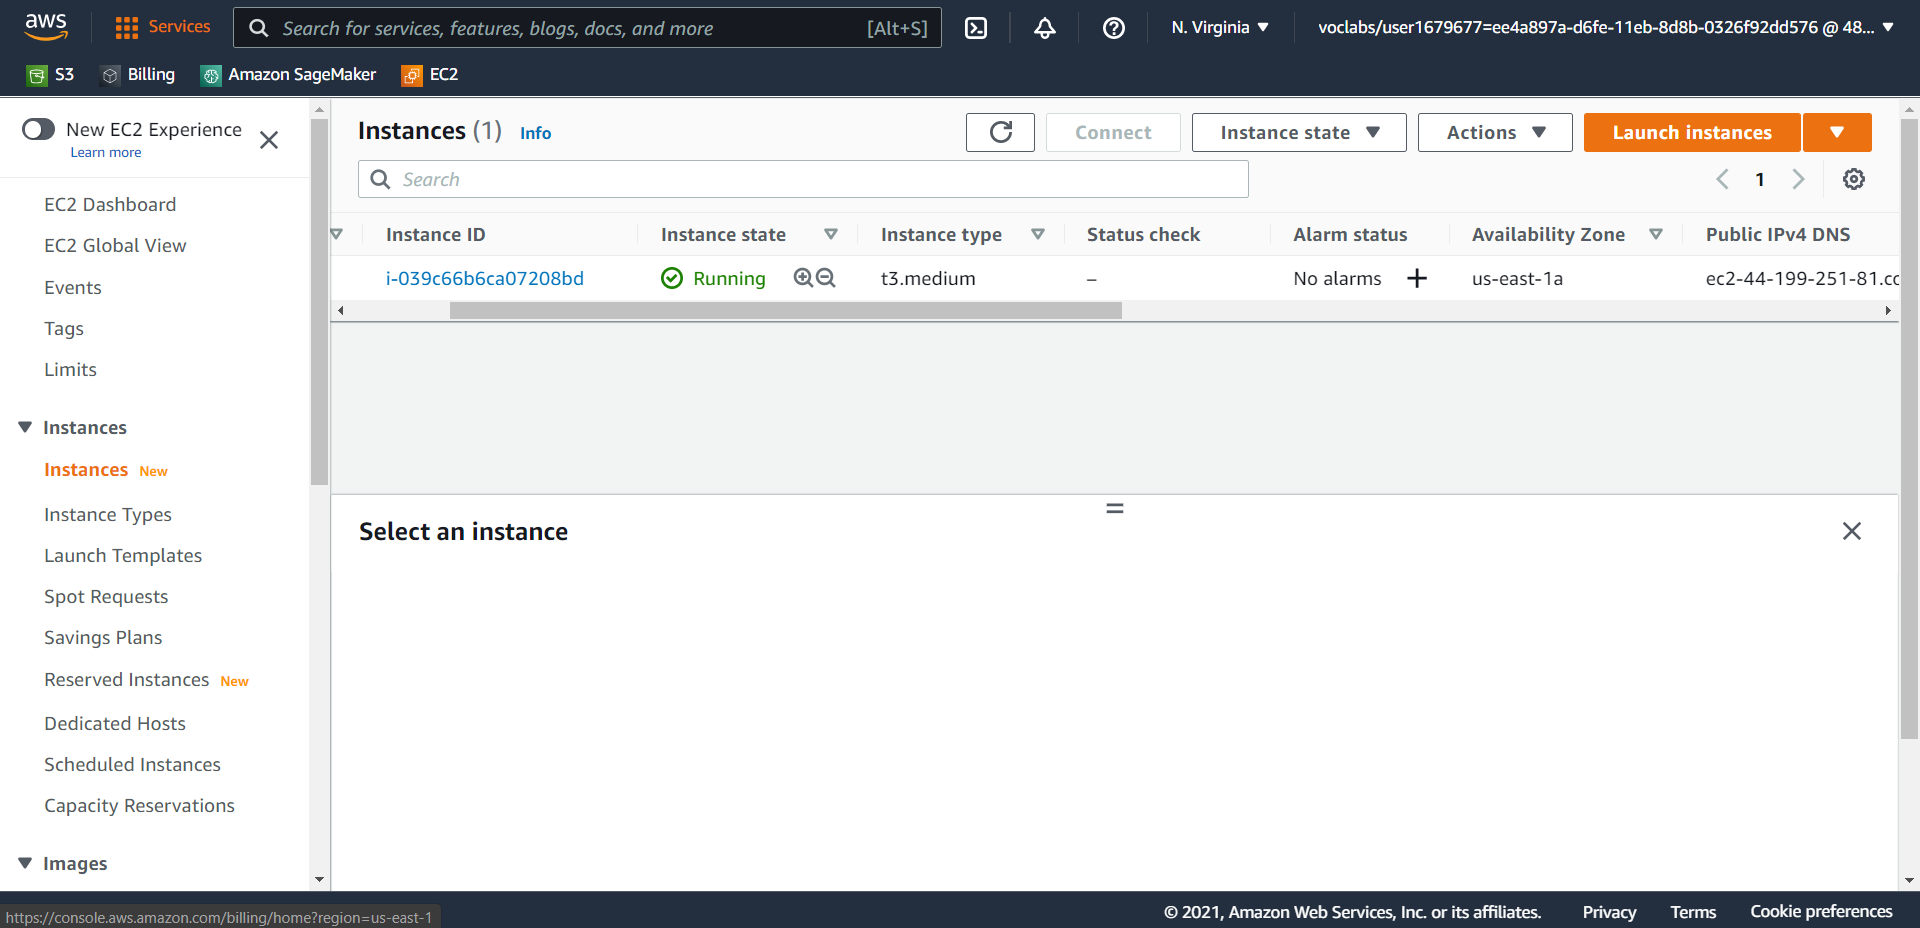 aws
Services
Search for services, features, blogs, docs, and more [Alt+S]
N. Virginia
voclabs/user1679677=ee4a897a-d6fe-11eb-8d8b-0326f92dd576 @ 48...
S3 Billing Amazon SageMaker EC2
New EC2 Experience
Learn more
EC2 Dashboard
EC2 Global View
Events
Tags
Limits
Instances
Instances New
Instance Types
Launch Templates
Spot Requests
Savings Plans
Reserved Instances New
Dedicated Hosts
Scheduled Instances
Capacity Reservations
Images
Instances (1) Info
Connect Instance state Actions Launch instances
Search
1
Instance ID Instance state Instance type Status check Alarm status Availability Zone Public IPv4 DNS
i-039c66b6ca07208bd Running t3.medium – No alarms + us-east-1a ec2-44-199-251-81.cc
Select an instance
https://console.aws.amazon.com/billing/home?region=us-east-1
© 2021, Amazon Web Services, Inc. or its affiliates. Privacy Terms Cookie preferences